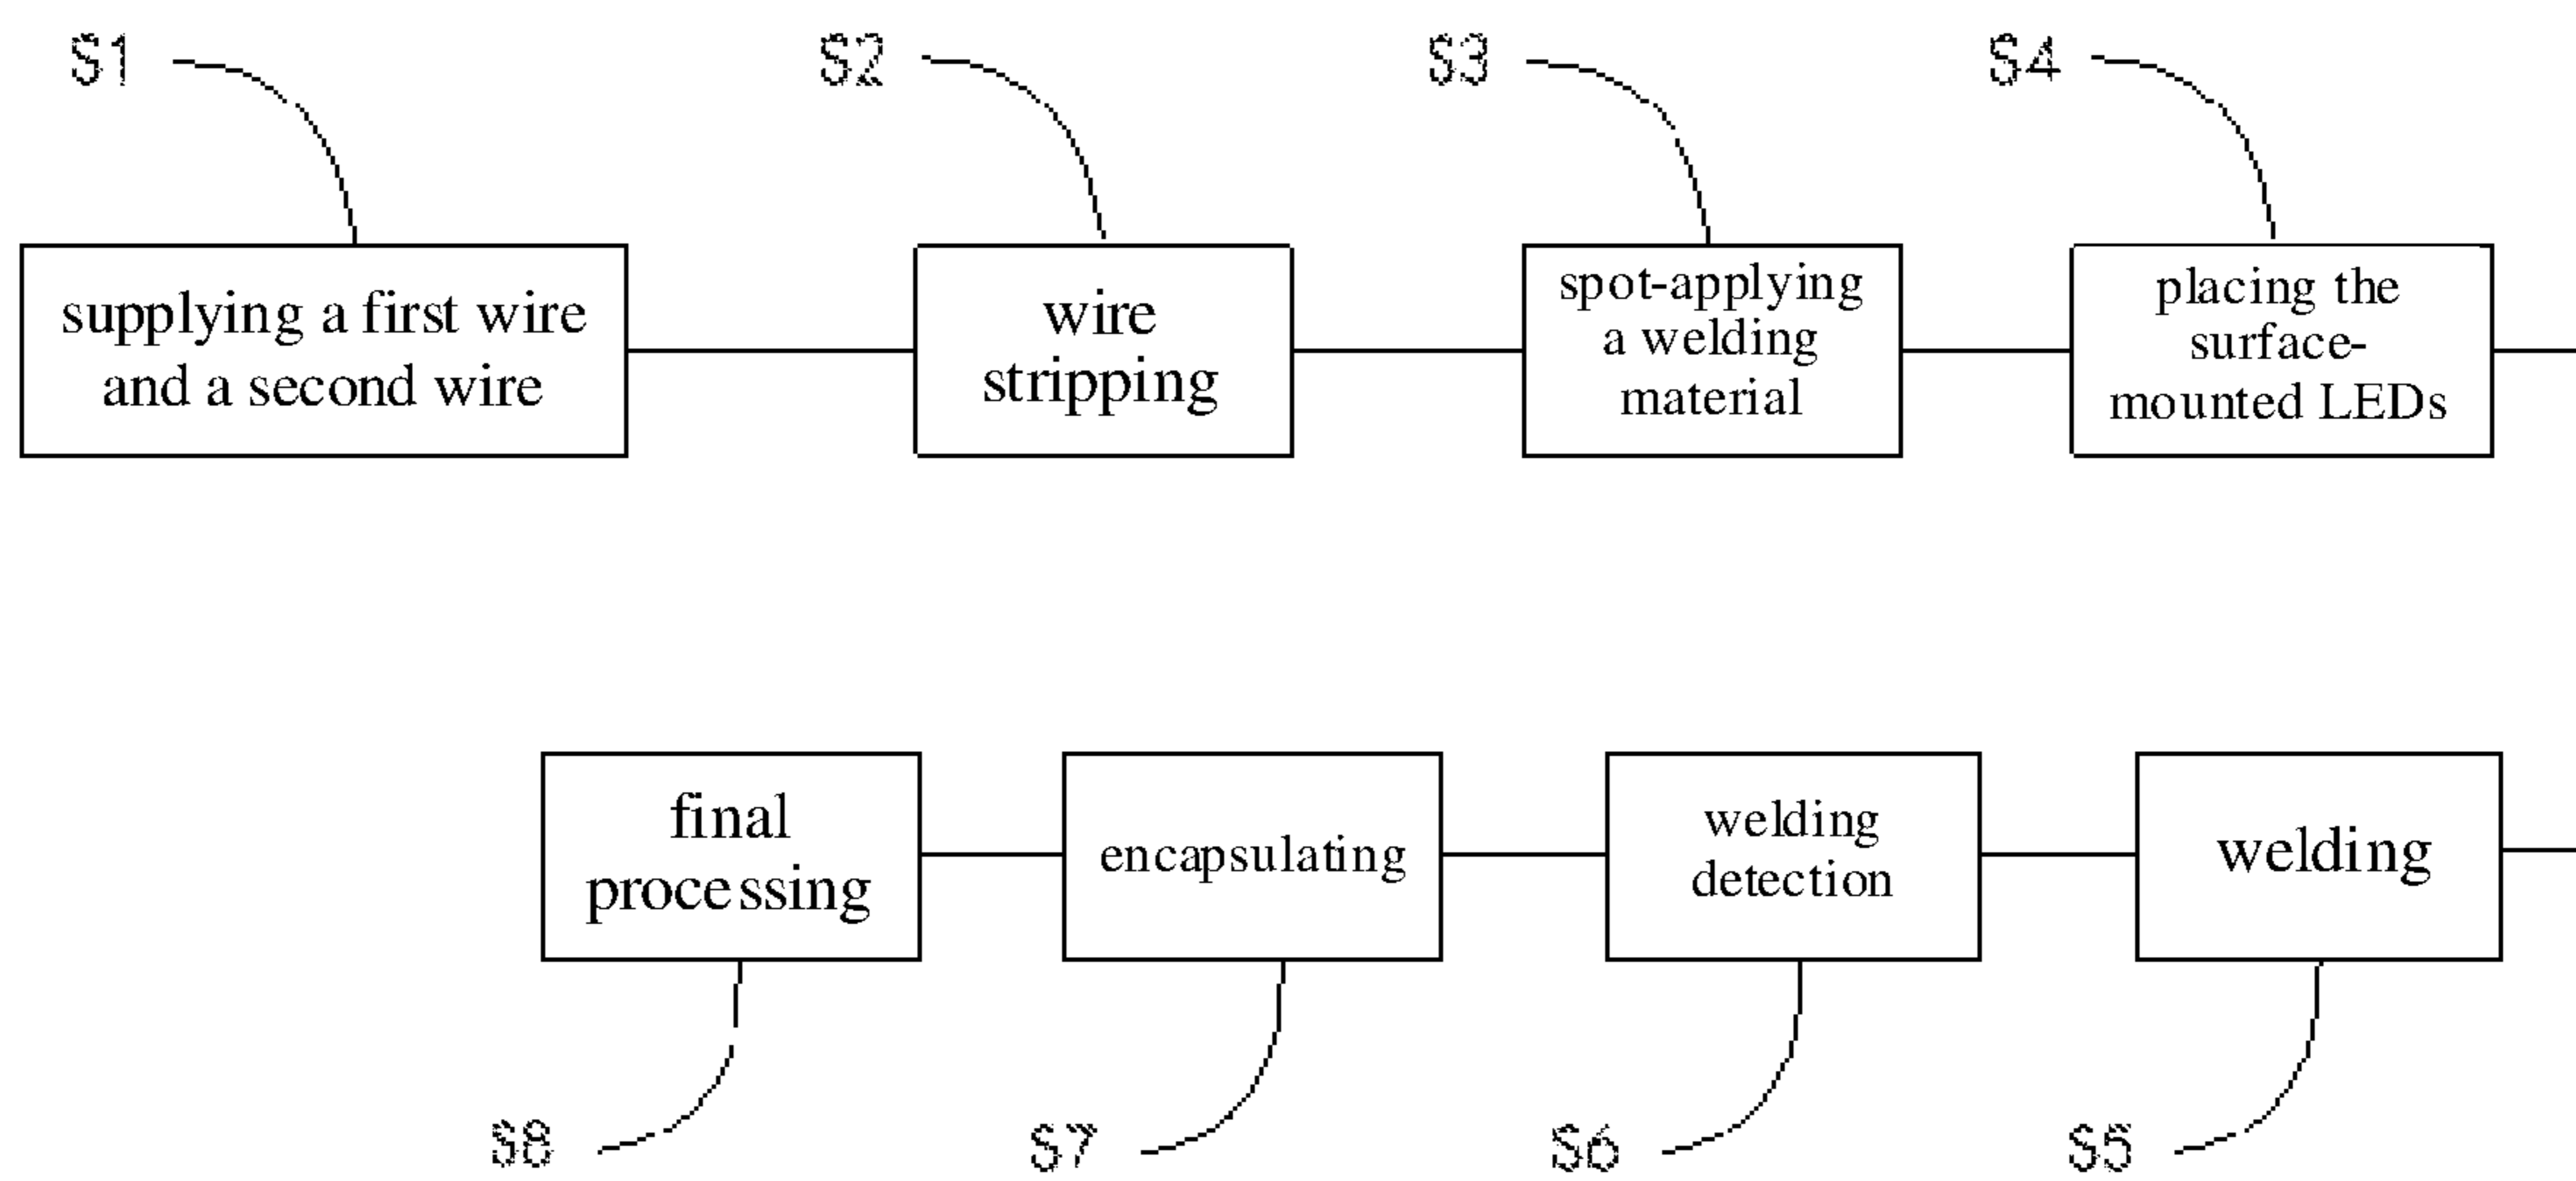 S1
S2
S3
S4
supplying a first wire
and a second wire
wire
stripping
spot-applying
a welding
material
placing the
surface-
mounted LEDs
final
processing
encapsulating
welding
detection
welding
S8
S7
S6
S5